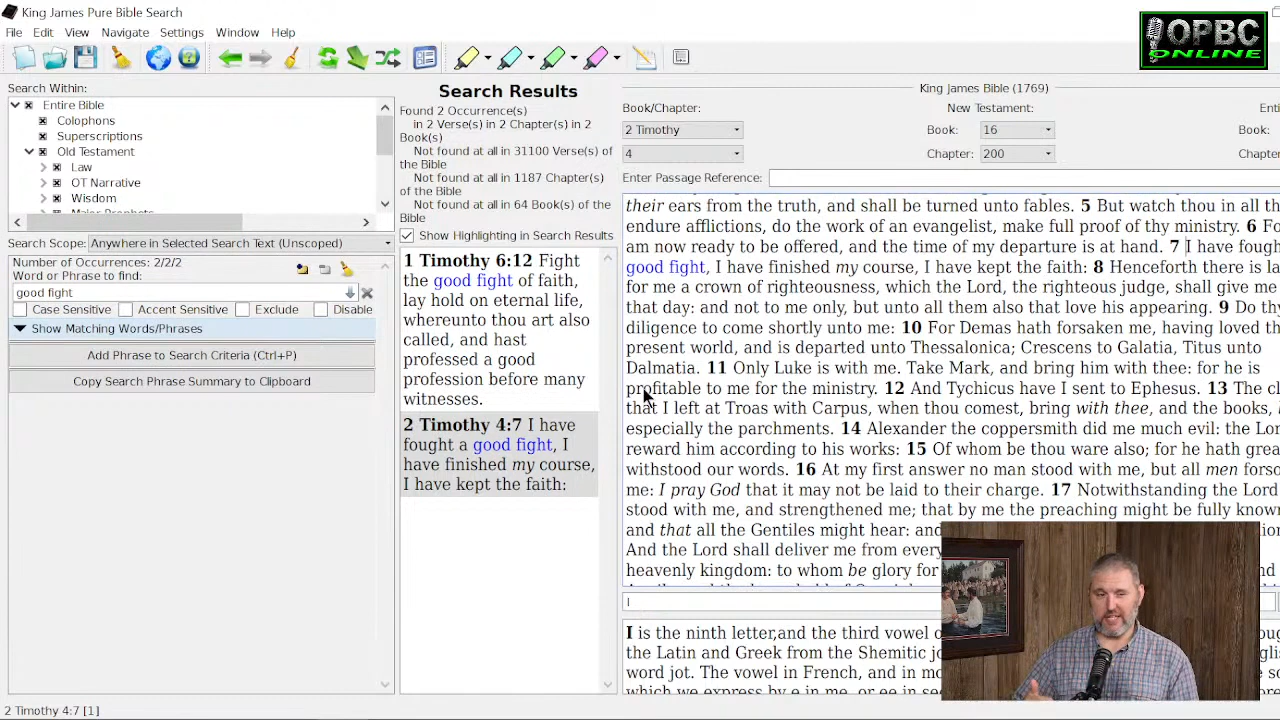 King James Pure Bible Search
OPBC
ONLINE
File Edit View Navigate Settings Window Help
Search Within:
Entire Bible
Colophons
Superscriptions
Old Testament
Law
OT Narrative
Wisdom
Search Scope: Anywhere in Selected Search Text (Unscoped)
Number of Occurrences: 2/2/2
Word or Phrase to find:
good fight
Case Sensitive Accent Sensitive Exclude Disable
Show Matching Words/Phrases
Add Phrase to Search Criteria (Ctrl+P)
Copy Search Phrase Summary to Clipboard
Search Results
Found 2 Occurrence(s)
in 2 Verse(s) in 2 Chapter(s) in 2
Book(s)
Not found at all in 31100 Verse(s) of
the Bible
Not found at all in 1187 Chapter(s)
of the Bible
Not found at all in 64 Book(s) of the
Bible
Show Highlighting in Search Results
1 Timothy 6:12 Fight
the good fight of faith,
lay hold on eternal life,
whereunto thou art also
called, and hast
professed a good
profession before many
witnesses.
2 Timothy 4:7 I have
fought a good fight, I
have finished my course,
I have kept the faith:
King James Bible (1769)
Book/Chapter: New Testament:
2 Timothy Book: 16 Book:
4 Chapter: 200
Enter Passage Reference:
their ears from the truth, and shall be turned unto fables. 5 But watch thou in all
endure afflictions, do the work of an evangelist, make full proof of thy ministry. 6
am now ready to be offered, and the time of my departure is at hand. 7 I have
good fight, I have finished my course, I have kept the faith: 8 Henceforth there is
for me a crown of righteousness, which the Lord, the righteous judge, shall give me
that day: and not to me only, but unto all them also that love his appearing. 9 Do
diligence to come shortly unto me: 10 For Demas hath forsaken me, having loved
present world, and is departed unto Thessalonica; Crescens to Galatia, Titus unto
Dalmatia. 11 Only Luke is with me. Take Mark, and bring him with thee: for he is
profitable to me for the ministry. 12 And Tychicus have I sent to Ephesus. 13 The
that I left at Troas with Carpus, when thou comest, bring with thee, and the books,
especially the parchments. 14 Alexander the coppersmith did me much evil: the
reward him according to his works: 15 Of whom be thou ware also; for he hath
withstood our words. 16 At my first answer no man stood with me, but all men
me: I pray God that it may not be laid to their charge. 17 Notwithstanding the Lord
stood with me, and strengthened me; that by me the preaching might be fully
and that all the Gentiles might hear:
And the Lord shall deliver me from every
heavenly kingdom: to whom be glory for
I
I is the ninth letter,and the third vowel
the Latin and Greek from the Shemitic
word jot. The vowel in French, and in
which we express by e in me, or ee in
2 Timothy 4:7 [1]